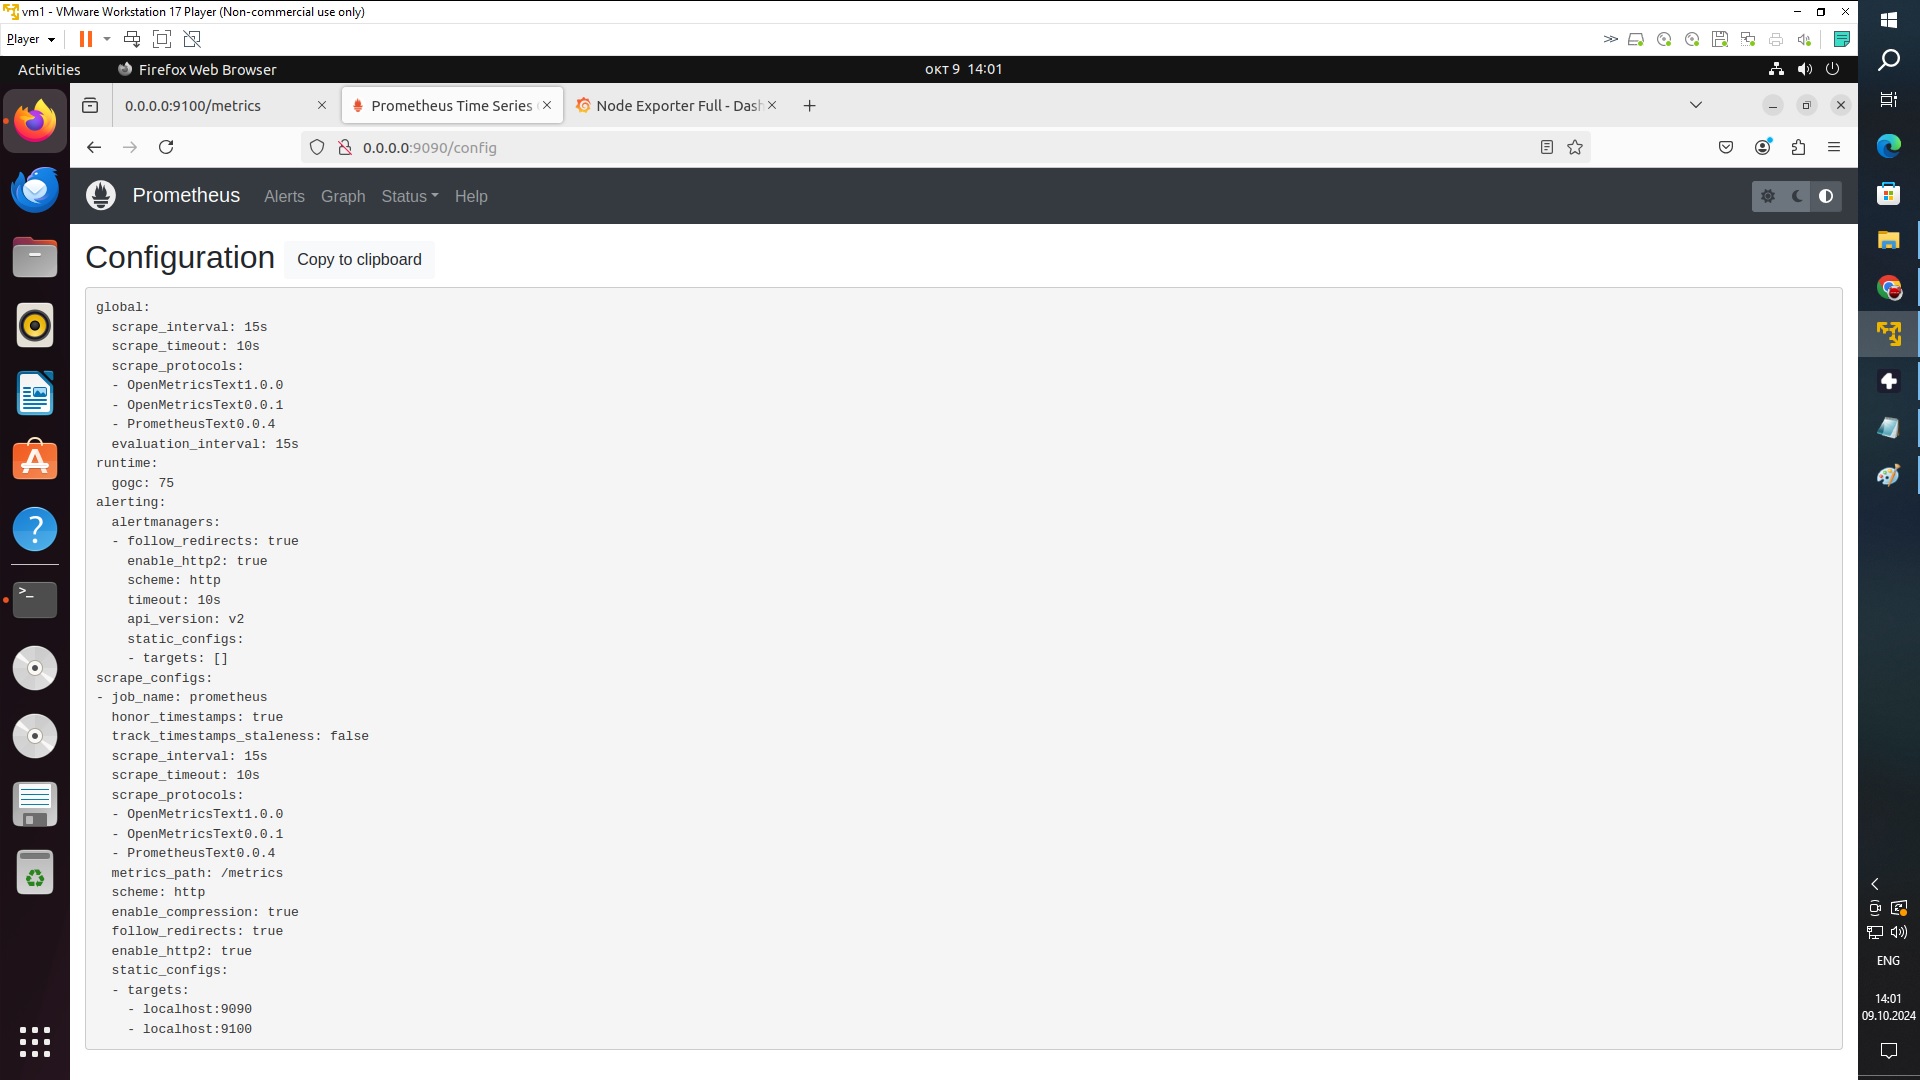 vm1 - VMware Workstation 17 Player (Non-commercial use only)
Player
Activities
Firefox Web Browser
окт 9 14:01
0.0.0.0:9100/metrics
Prometheus Time Series
Node Exporter Full - Dash
0.0.0.0:9090/config
Prometheus
Alerts
Graph
Status
Help
Configuration
Copy to clipboard
global:
  scrape_interval: 15s
  scrape_timeout: 10s
  scrape_protocols:
  - OpenMetricsText1.0.0
  - OpenMetricsText0.0.1
  - PrometheusText0.0.4
  evaluation_interval: 15s
runtime:
  gogc: 75
alerting:
  alertmanagers:
  - follow_redirects: true
    enable_http2: true
    scheme: http
    timeout: 10s
    api_version: v2
    static_configs:
    - targets: []
scrape_configs:
- job_name: prometheus
  honor_timestamps: true
  track_timestamps_staleness: false
  scrape_interval: 15s
  scrape_timeout: 10s
  scrape_protocols:
  - OpenMetricsText1.0.0
  - OpenMetricsText0.0.1
  - PrometheusText0.0.4
  metrics_path: /metrics
  scheme: http
  enable_compression: true
  follow_redirects: true
  enable_http2: true
  static_configs:
  - targets:
    - localhost:9090
    - localhost:9100
ENG
14:01
09.10.2024